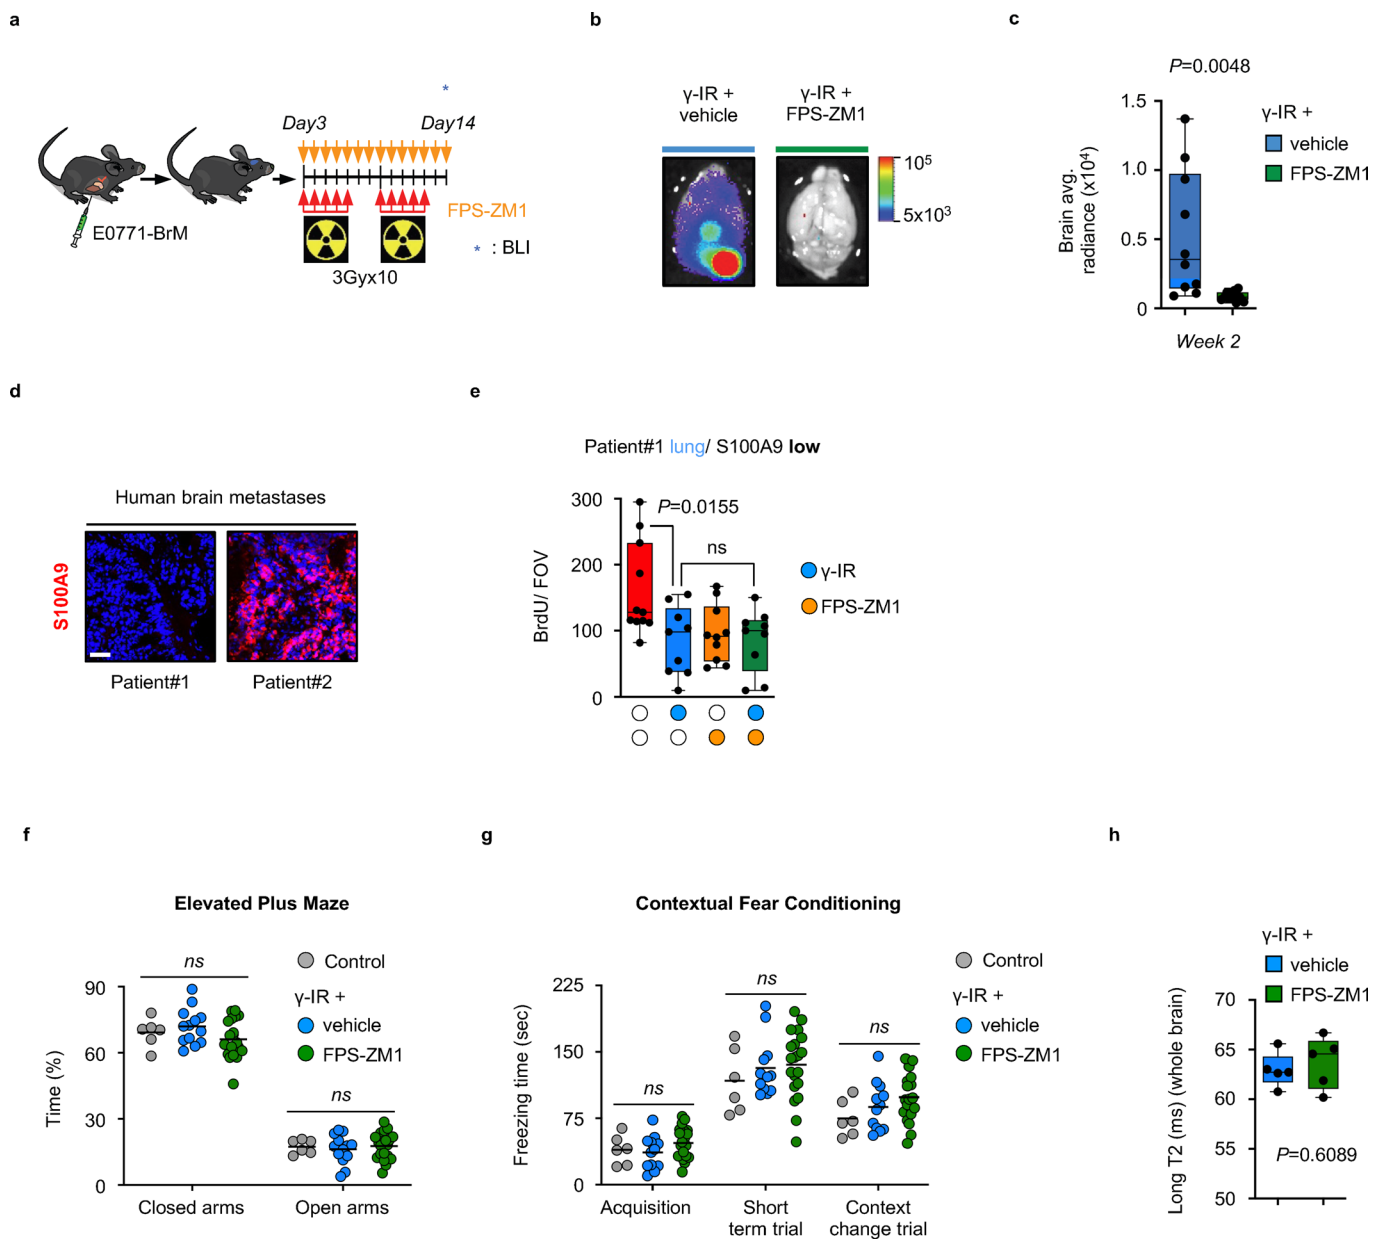 a
*
Day3
Day14
E0771-BrM
FPS-ZM1
* : BLI
3Gyx10
b
γ-IR +
vehicle
γ-IR +
FPS-ZM1
10⁵
5x10³
c
P=0.0048
1.5
1.0
0.5
0
Brain avg.
radiance (x10⁴)
γ-IR +
vehicle
FPS-ZM1
Week 2
d
Human brain metastases
S100A9
Patient#1
Patient#2
e
Patient#1 lung/ S100A9 low
300
200
100
0
BrdU/ FOV
P=0.0155
ns
γ-IR
FPS-ZM1
f
Elevated Plus Maze
ns
Control
γ-IR +
vehicle
FPS-ZM1
90
60
30
0
Time (%)
ns
Closed arms
Open arms
g
Contextual Fear Conditioning
225
150
75
0
Freezing time (sec)
ns
ns
ns
Control
γ-IR +
vehicle
FPS-ZM1
Acquisition
Short
term trial
Context
change trial
h
γ-IR +
vehicle
FPS-ZM1
70
65
60
55
50
Long T2 (ms) (whole brain)
P=0.6089